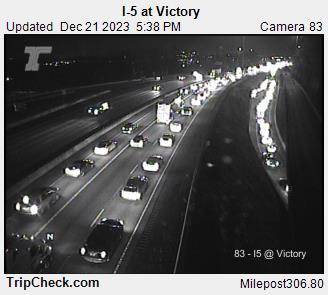 I-5 at Victory
Updated Dec 21 2023 5:38 PM Camera 83
T
N
83 - I5 @ Victory
TripCheck.com Milepost306.80